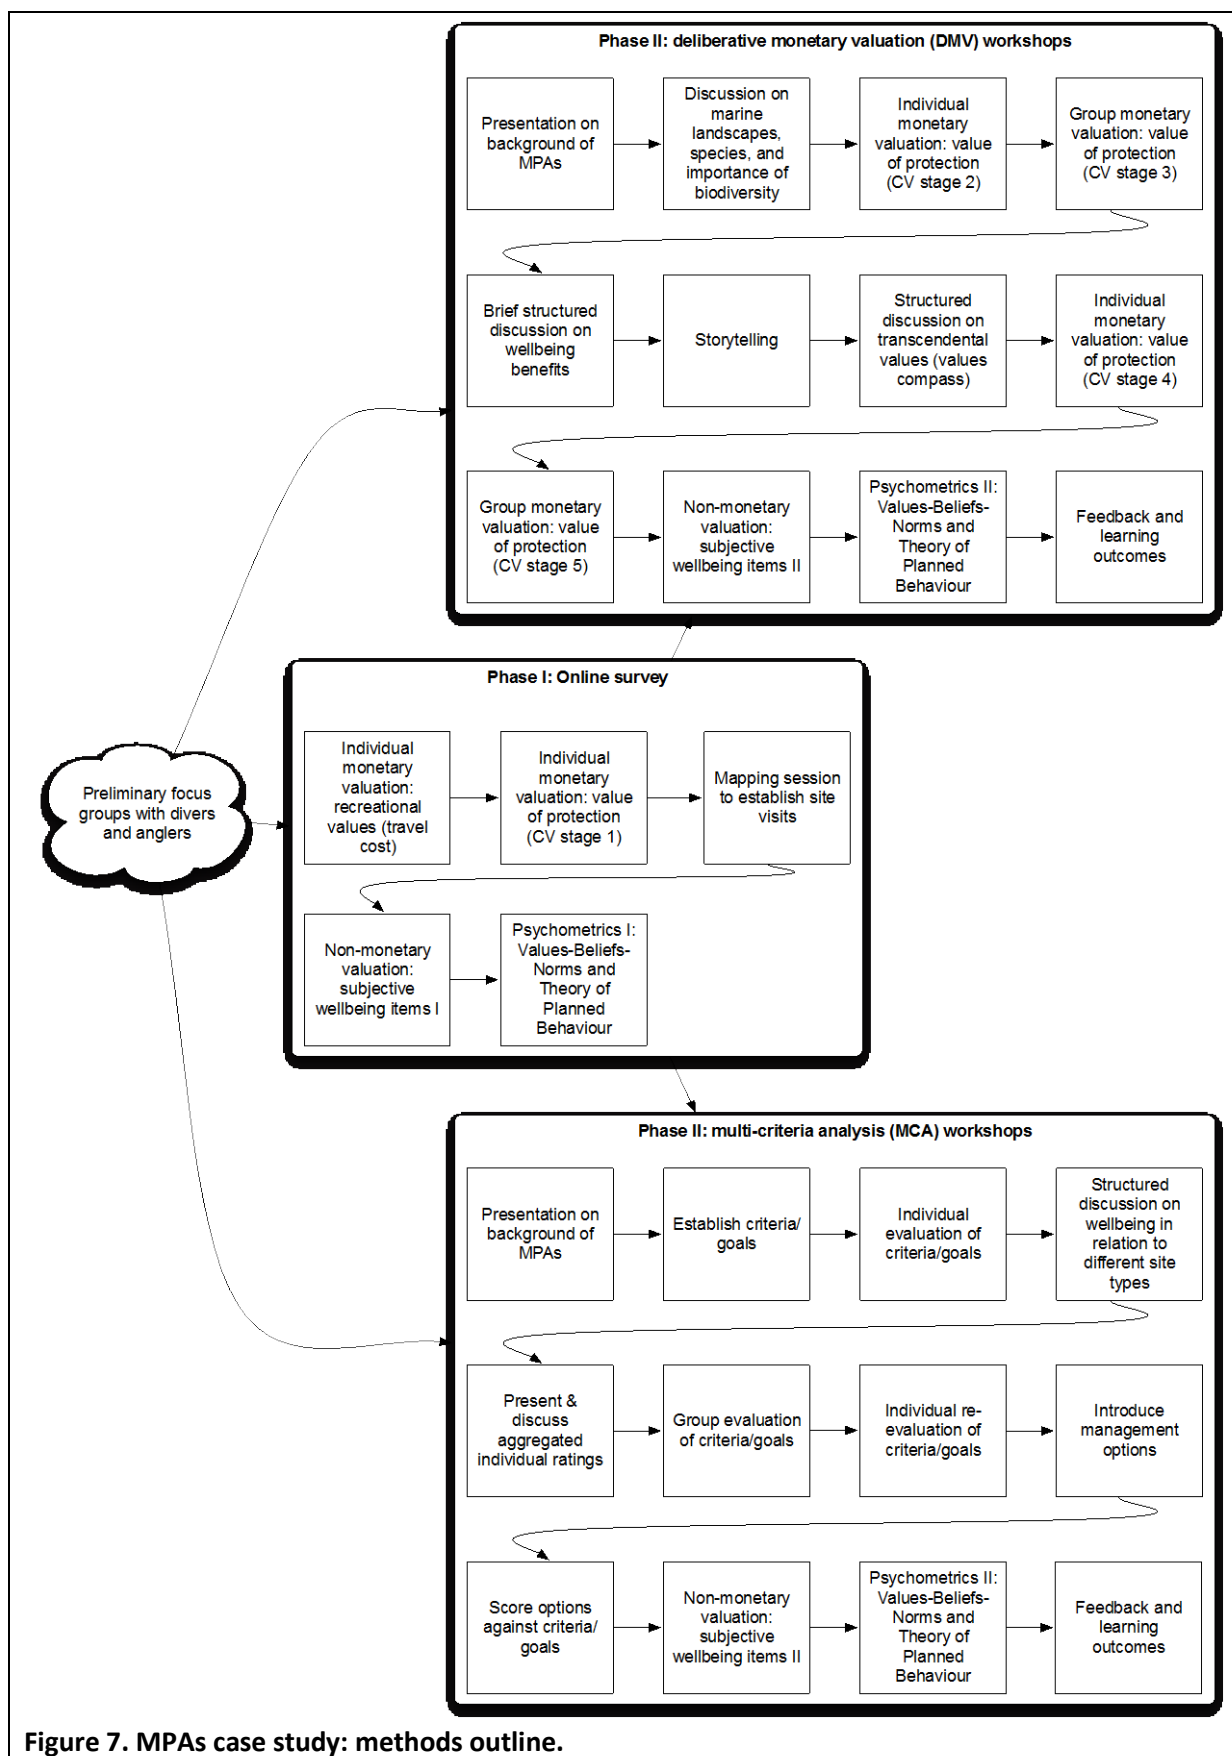 Phase II: deliberative monetary valuation (DMV) workshops
Presentation on
background of
MPAs
Discussion on
marine
landscapes,
species, and
importance of
biodiversity
Individual
monetary
valuation: value
of protection
(CV stage 2)
Group monetary
valuation: value
of protection
(CV stage 3)
Brief structured
discussion on
wellbeing
benefits
Storytelling
Structured
discussion on
transcendental
values (values
compass)
Individual
monetary
valuation: value
of protection
(CV stage 4)
Group monetary
valuation: value
of protection
(CV stage 5)
Non-monetary
valuation:
subjective
wellbeing items II
Psychometrics II:
Values-Beliefs-
Norms and
Theory of
Planned
Behaviour
Feedback and
learning
outcomes
Preliminary focus
groups with divers
and anglers
Phase I: Online survey
Individual
monetary
valuation:
recreational
values (travel
cost)
Individual
monetary
valuation: value
of protection
(CV stage 1)
Mapping session
to establish site
visits
Non-monetary
valuation:
subjective
wellbeing items I
Psychometrics I:
Values-Beliefs-
Norms and
Theory of
Planned
Behaviour
Phase II: multi-criteria analysis (MCA) workshops
Presentation on
background of
MPAs
Establish criteria/
goals
Individual
evaluation of
criteria/goals
Structured
discussion on
wellbeing in
relation to
different site
types
Present &
discuss
aggregated
individual ratings
Group evaluation
of criteria/goals
Individual re-
evaluation of
criteria/goals
Introduce
management
options
Score options
against criteria/
goals
Non-monetary
valuation:
subjective
wellbeing items II
Psychometrics II:
Values-Beliefs-
Norms and
Theory of
Planned
Behaviour
Feedback and
learning
outcomes
Figure 7. MPAs case study: methods outline.